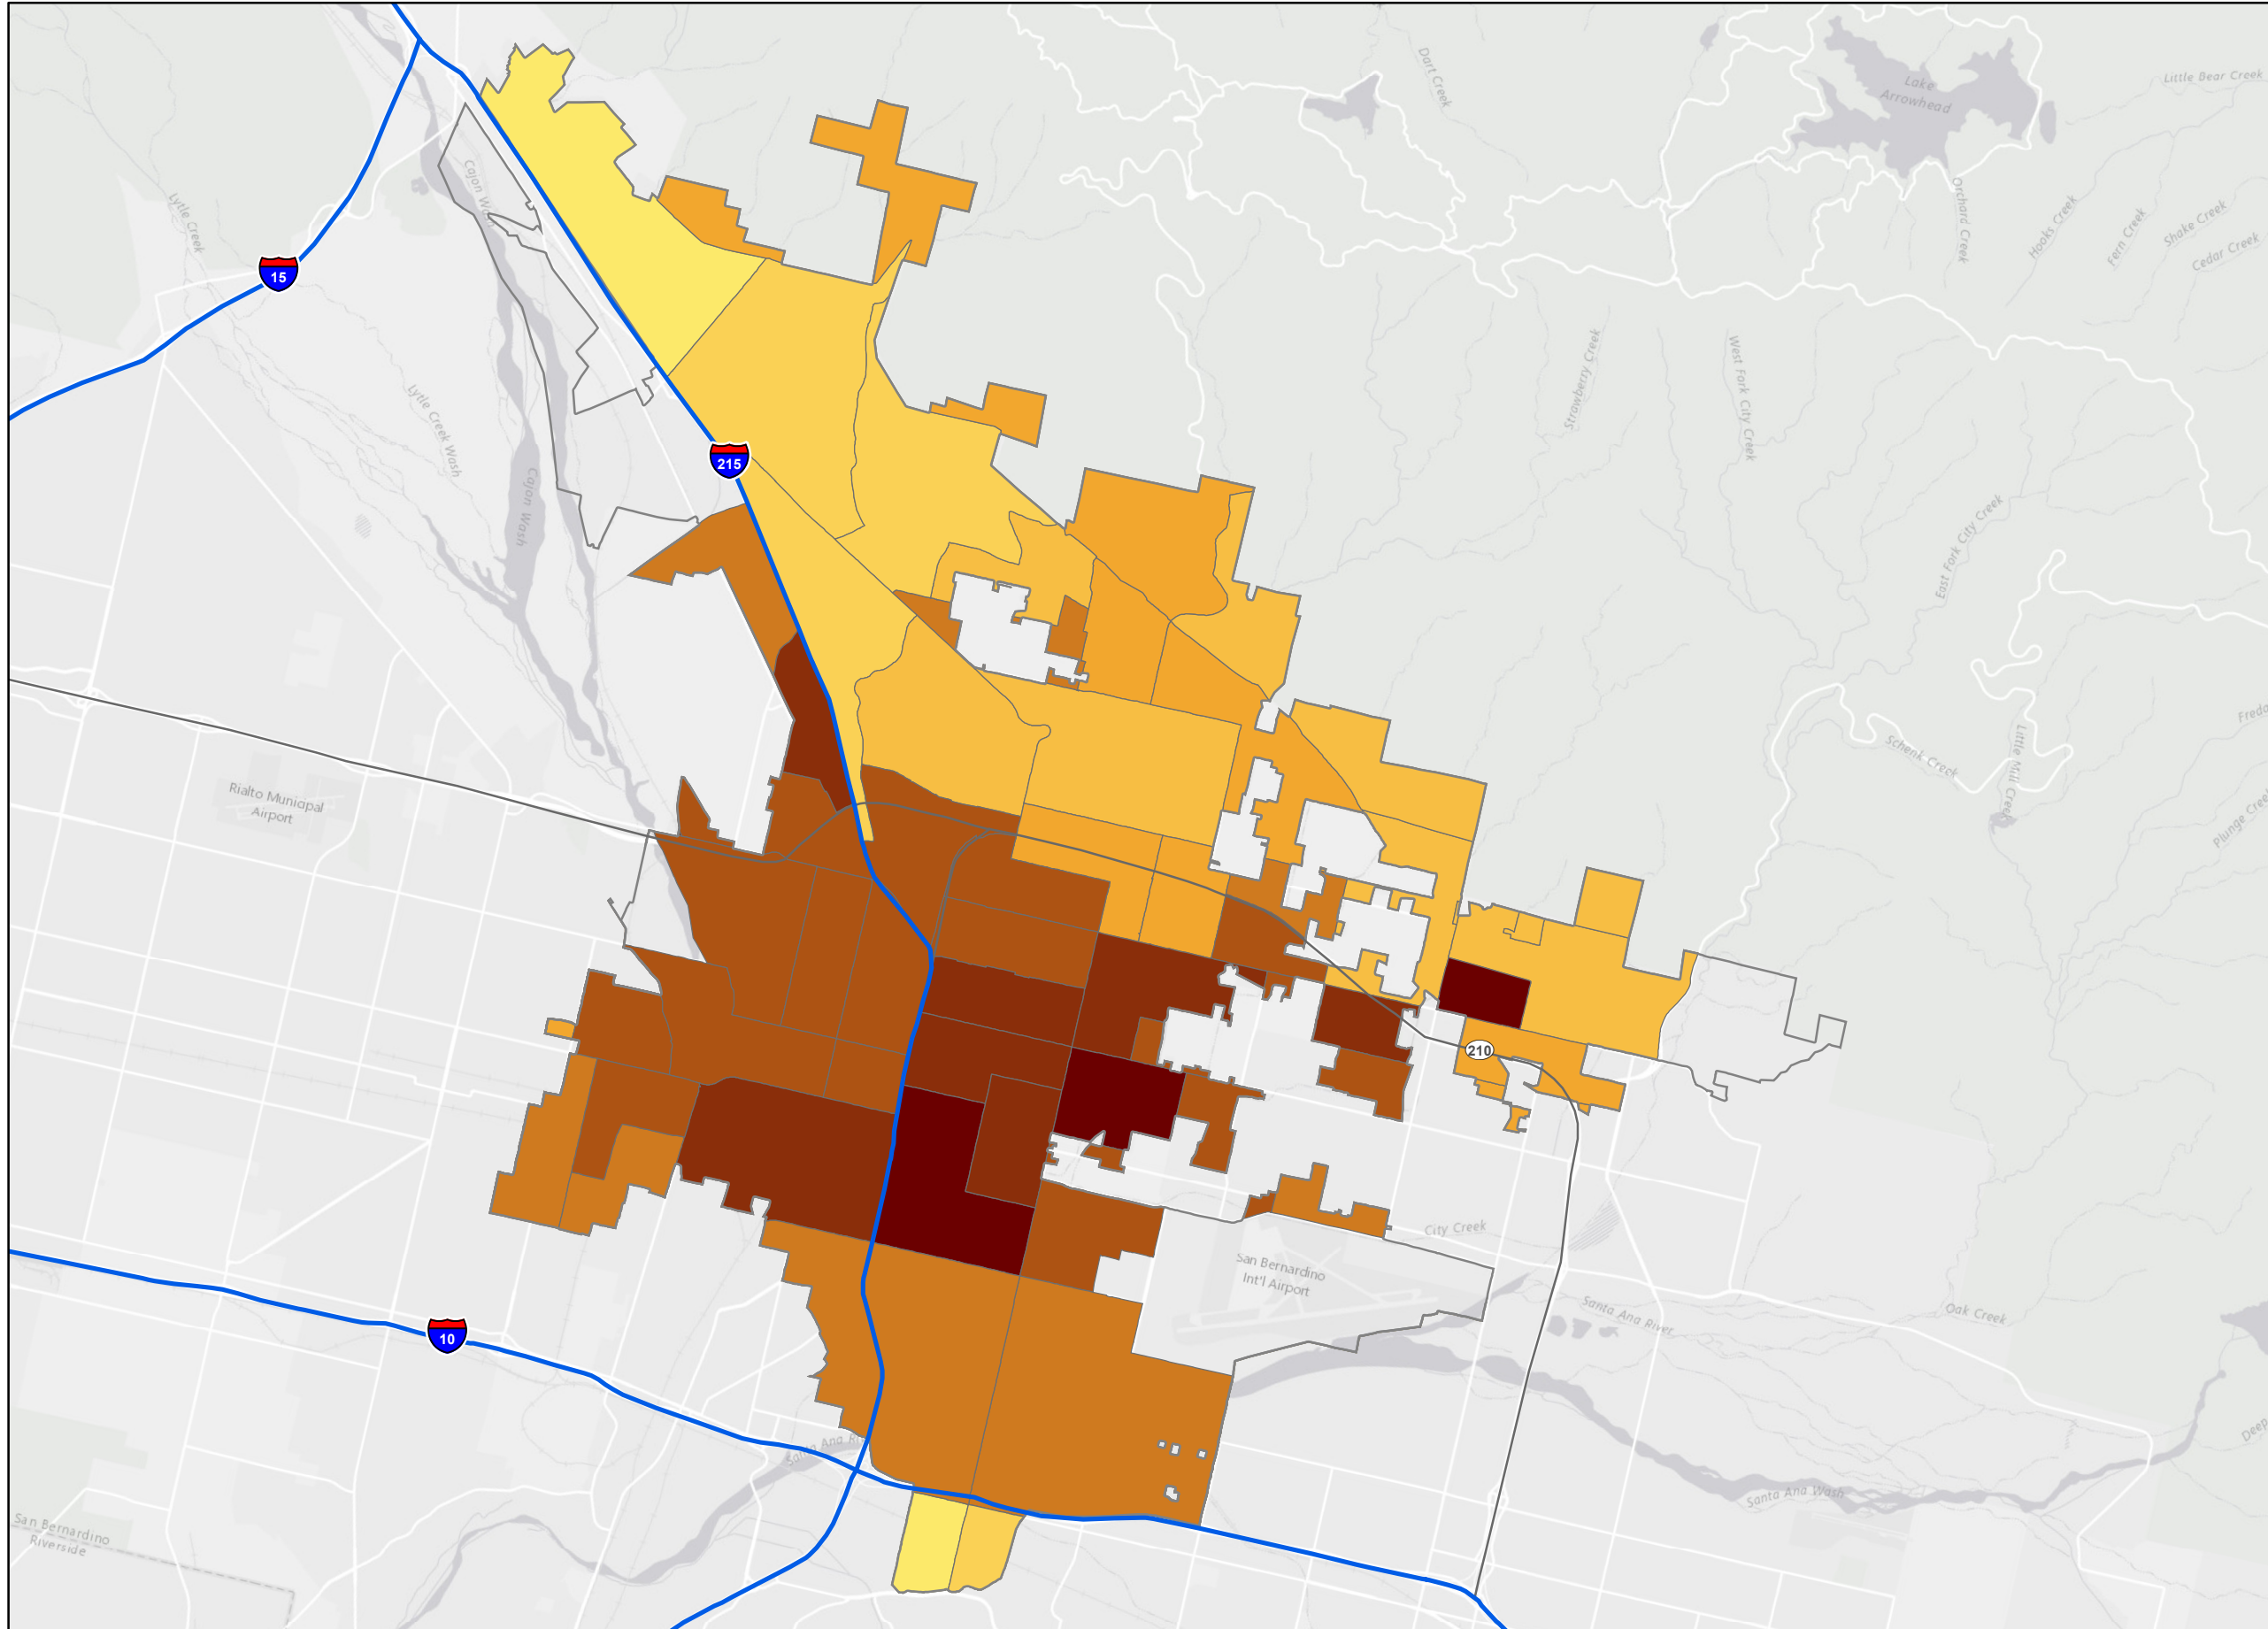 Dart Creek
Lake
Arrowhead
Little Bear Creek
Cajon Wash
Lytle Creek
Orchard Creek
Hooks Creek
Fern Creek
Shake Creek
Cedar Creek
15
Strawberry Creek
West Fork City Creek
Lytle Creek Wash
215
Cajon Wash
East Fork City Creek
Schenk Creek
Little Mill Creek
Rialto Municipal
Airport
210
City Creek
San Bernardino
Int'l Airport
Santa Ana River
Oak Creek
10
Santa Ana Wash
San Bernardino
Riverside